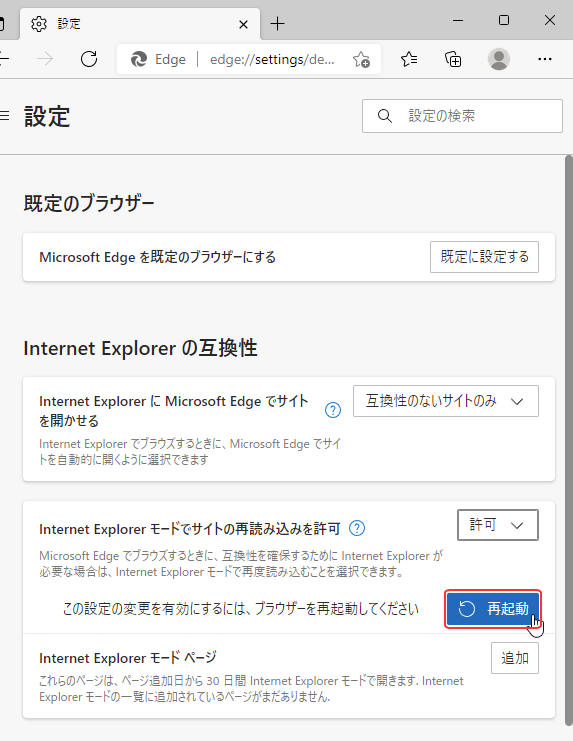 設定
Edge
edge://settings/de...
設定
設定の検索
既定のブラウザー
Microsoft Edge を既定のブラウザーにする
既定に設定する
Internet Explorer の互換性
Internet Explorer に Microsoft Edge でサイト
を開かせる
互換性のないサイトのみ
Internet Explorer でブラウズするときに、Microsoft Edge でサイ
トを自動的に開くように選択できます
Internet Explorer モードでサイトの再読み込みを許可
許可
Microsoft Edge でブラウズするときに、互換性を確保するために Internet Explorer が
必要な場合は、Internet Explorer モードで再度読み込むことを選択できます。
この設定の変更を有効にするには、ブラウザーを再起動してください
再起動
Internet Explorer モード ページ
追加
これらのページは、ページ追加日から 30 日間 Internet Explorer モードで開きます. Internet
Explorer モードの一覧に追加されているページがまだありません.